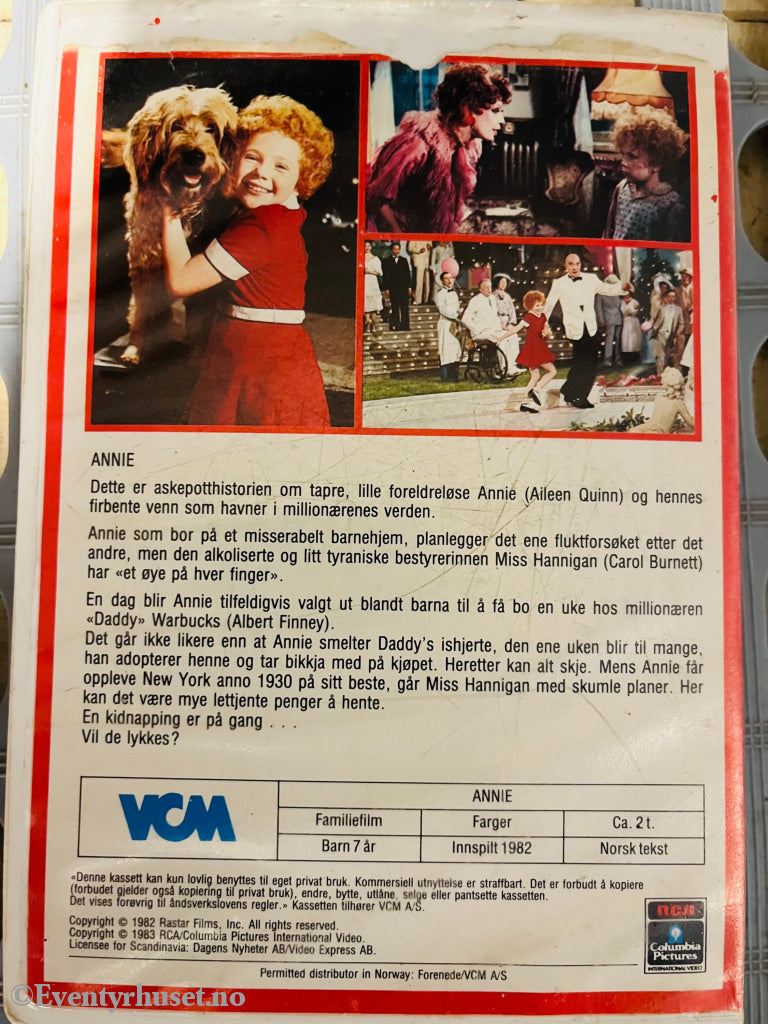 ANNIE
Dette er askepotthistorien om tapre, lille foreldreløse Annie (Aileen Quinn) og hennes
firbente venn som havner i millionærenes verden.
Annie som bor på et misserabelt barnehjem, planlegger det ene fluktforsøket etter det
andre, men den alkoliserte og litt tyraniske bestyrerinnen Miss Hannigan (Carol Burnett)
har «et øye på hver finger».
En dag blir Annie tilfeldigvis valgt ut blandt barna til å få bo en uke hos millionæren
«Daddy» Warbucks (Albert Finney).
Det går ikke likere enn at Annie smelter Daddy's ishjerte, den ene uken blir til mange,
han adopterer henne og tar bikkja med på kjøpet. Heretter kan alt skje. Mens Annie får
oppleve New York anno 1930 på sitt beste, går Miss Hannigan med skumle planer. Her
kan det være mye lettjente penger å hente.
En kidnapping er på gang . . .
Vil de lykkes?
VCM
ANNIE
Familiefilm Farger Ca. 2 t.
Barn 7 år Innspilt 1982 Norsk tekst
«Denne kassett kan kun lovlig benyttes til eget privat bruk. Kommersiell utnyttelse er straffbart. Det er forbudt å kopiere
(forbudet gjelder også kopiering til privat bruk), endre, bytte, utlåne, selge eller pantsette kassetten.
Det vises forøvrig til åndsverkslovens regler.» Kassetten tilhører VCM A/S.
Copyright © 1982 Rastar Films, Inc. All rights reserved.
Copyright © 1983 RCA/Columbia Pictures International Video.
Licensee for Scandinavia: Dagens Nyheter AB/Video Express AB.
RCA
Columbia
Pictures
INTERNATIONAL VIDEO
Permitted distributor in Norway: Forenede/VCM A/S
©Eventyrhuset.no